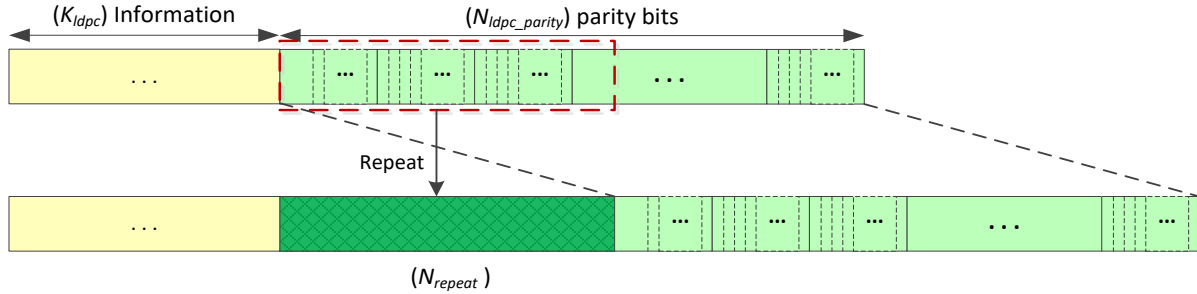 (K_ldpc) Information (N_ldpc_parity) parity bits
. . . ... ... ... . . . ...
Repeat
. . . ... ... ... . . . ...
(N_repeat )